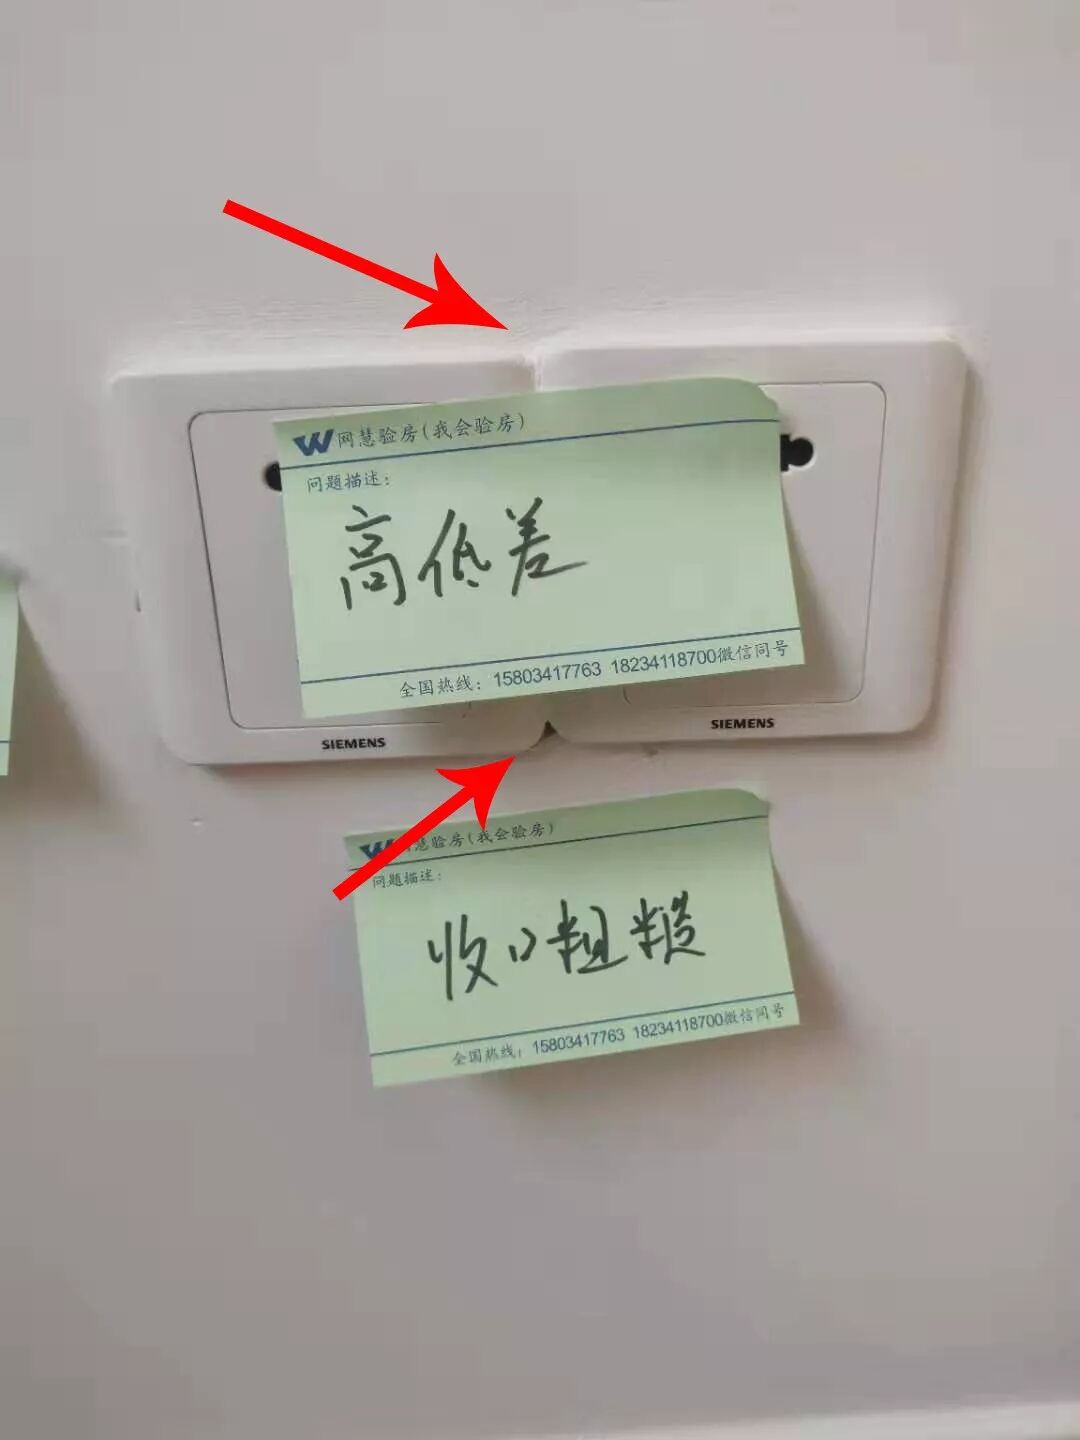 W 网慧验房(我会验房)
问题描述：
高低差
全国热线：15803417763 18234118700微信同号
SIEMENS
SIEMENS
W 网慧验房(我会验房)
问题描述：
收口粗糙
全国热线：15803417763 18234118700微信同号